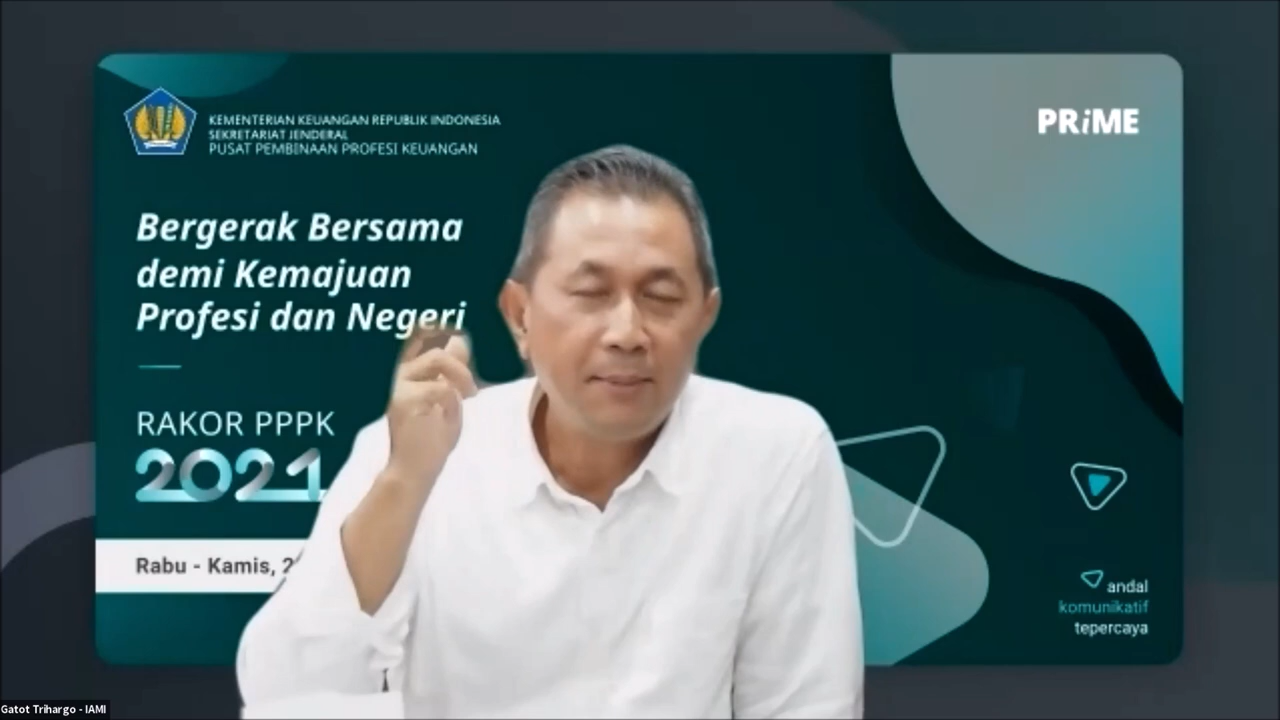 KEMENTERIAN KEUANGAN REPUBLIK INDONESIA
SEKRETARIAT JENDERAL
PUSAT PEMBINAAN PROFESI KEUANGAN
PRiME
Bergerak Bersama
demi Kemajuan
Profesi dan Negeri
RAKOR PPPK
2021
Rabu - Kamis, 2
andal
komunikatif
tepercaya
Gatot Trihargo - IAMI